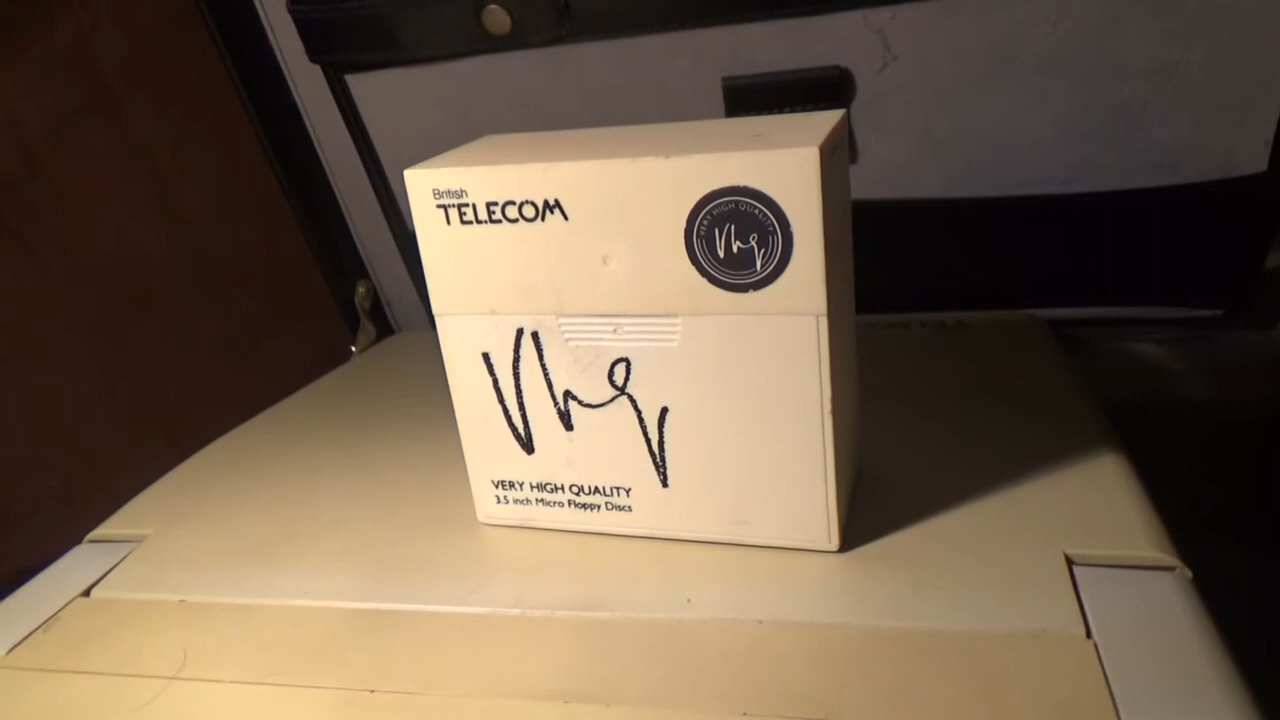 British
TELECOM
VERY HIGH QUALITY
Vhq
Vhq
VERY HIGH QUALITY
3.5 inch Micro Floppy Discs